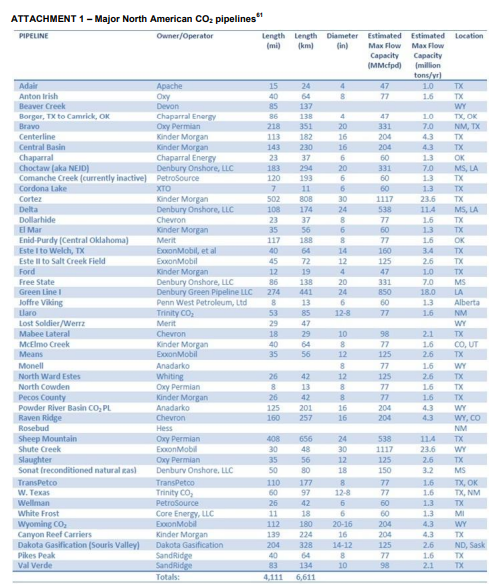 ATTACHMENT 1 – Major North American CO₂ pipelines⁶¹
PIPELINE Owner/Operator Length (mi) Length (km) Diameter (in) Estimated Max Flow Capacity (MMcfpd) Estimated Max Flow Capacity (million tons/yr) Location
Adair Apache 15 24 4 47 1.0 TX
Anton Irish Oxy 40 64 8 77 1.6 TX
Beaver Creek Devon 85 137 WY
Borger, TX to Camrick, OK Chaparral Energy 86 138 4 47 1.0 TX, OK
Bravo Oxy Permian 218 351 20 331 7.0 NM, TX
Centerline Kinder Morgan 113 182 16 204 4.3 TX
Central Basin Kinder Morgan 143 230 16 204 4.3 TX
Chaparral Chaparral Energy 23 37 6 60 1.3 OK
Choctaw (aka NEJD) Denbury Onshore, LLC 183 294 20 331 7.0 MS, LA
Comanche Creek (currently inactive) PetroSource 120 193 6 60 1.3 TX
Cordona Lake XTO 7 11 6 60 1.3 TX
Cortez Kinder Morgan 502 808 30 1117 23.6 TX
Delta Denbury Onshore, LLC 108 174 24 538 11.4 MS, LA
Dollarhide Chevron 23 37 8 77 1.6 TX
El Mar Kinder Morgan 35 56 6 60 1.3 TX
Enid-Purdy (Central Oklahoma) Merit 117 188 8 77 1.6 OK
Este I to Welch, TX ExxonMobil, et al 40 64 14 160 3.4 TX
Este II to Salt Creek Field ExxonMobil 45 72 12 125 2.6 TX
Ford Kinder Morgan 12 19 4 47 1.0 TX
Free State Denbury Onshore, LLC 86 138 20 331 7.0 MS
Green Line I Denbury Green Pipeline LLC 274 441 24 850 18.0 LA
Joffre Viking Penn West Petroleum, Ltd 8 13 6 60 1.3 Alberta
Llaro Trinity CO₂ 53 85 12-8 77 1.6 NM
Lost Soldier/Werrz Merit 29 47 WY
Mabee Lateral Chevron 18 29 10 98 2.1 TX
McElmo Creek Kinder Morgan 40 64 8 77 1.6 CO, UT
Means ExxonMobil 35 56 12 125 2.6 TX
Monell Anadarko 8 77 1.6 WY
North Ward Estes Whiting 26 42 12 125 2.6 TX
North Cowden Oxy Permian 8 13 8 77 1.6 TX
Pecos County Kinder Morgan 26 42 8 77 1.6 TX
Powder River Basin CO₂ PL Anadarko 125 201 16 204 4.3 WY
Raven Ridge Chevron 160 257 16 204 4.3 WY, CO
Rosebud Hess NM
Sheep Mountain Oxy Permian 408 656 24 538 11.4 TX
Shute Creek ExxonMobil 30 48 30 1117 23.6 WY
Slaughter Oxy Permian 35 56 12 125 2.6 TX
Sonat (reconditioned natural gas) Denbury Onshore, LLC 50 80 18 150 3.2 MS
TransPetco TransPetco 110 177 8 77 1.6 TX, OK
W. Texas Trinity CO₂ 60 97 12-8 77 1.6 TX, NM
Wellman PetroSource 26 42 6 60 1.3 TX
White Frost Core Energy, LLC 11 18 6 60 1.3 MI
Wyoming CO₂ ExxonMobil 112 180 20-16 204 4.3 WY
Canyon Reef Carriers Kinder Morgan 139 224 16 204 4.3 TX
Dakota Gasification (Souris Valley) Dakota Gasification 204 328 14-12 125 2.6 ND, Sask
Pikes Peak SandRidge 40 64 8 77 1.6 TX
Val Verde SandRidge 83 134 10 98 2.1 TX
Totals: 4,111 6,611